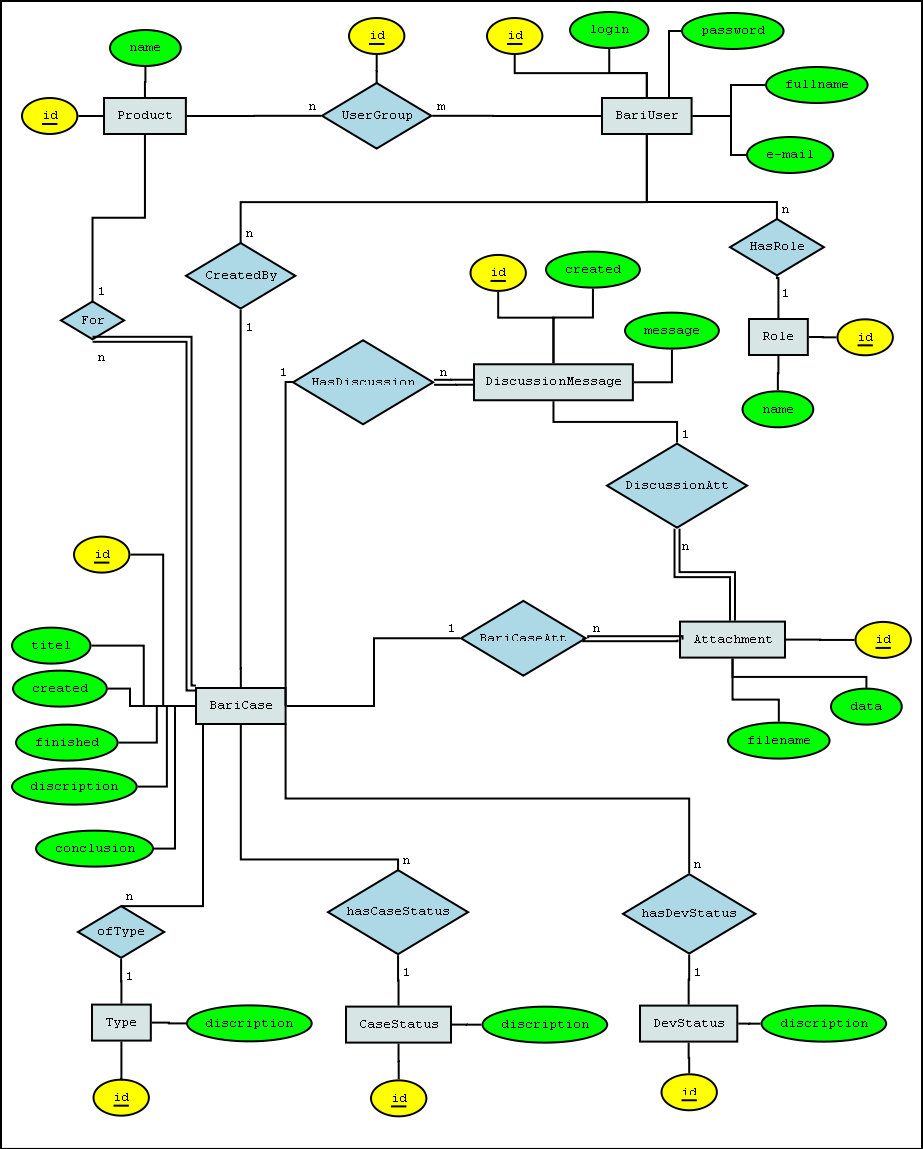 id
id
login
password
name
fullname
id
Product
n
UserGroup
m
BariUser
e-mail
n
n
HasRole
CreatedBy
id
created
1
1
For
1
message
Role
id
n
1
HasDiscussion
n
DiscussionMessage
name
1
DiscussionAtt
n
id
titel
1
BariCaseAtt
n
Attachment
id
created
BariCase
data
finished
filename
discription
conclusion
n
n
n
ofType
hasCaseStatus
hasDevStatus
1
1
1
Type
discription
CaseStatus
discription
DevStatus
discription
id
id
id